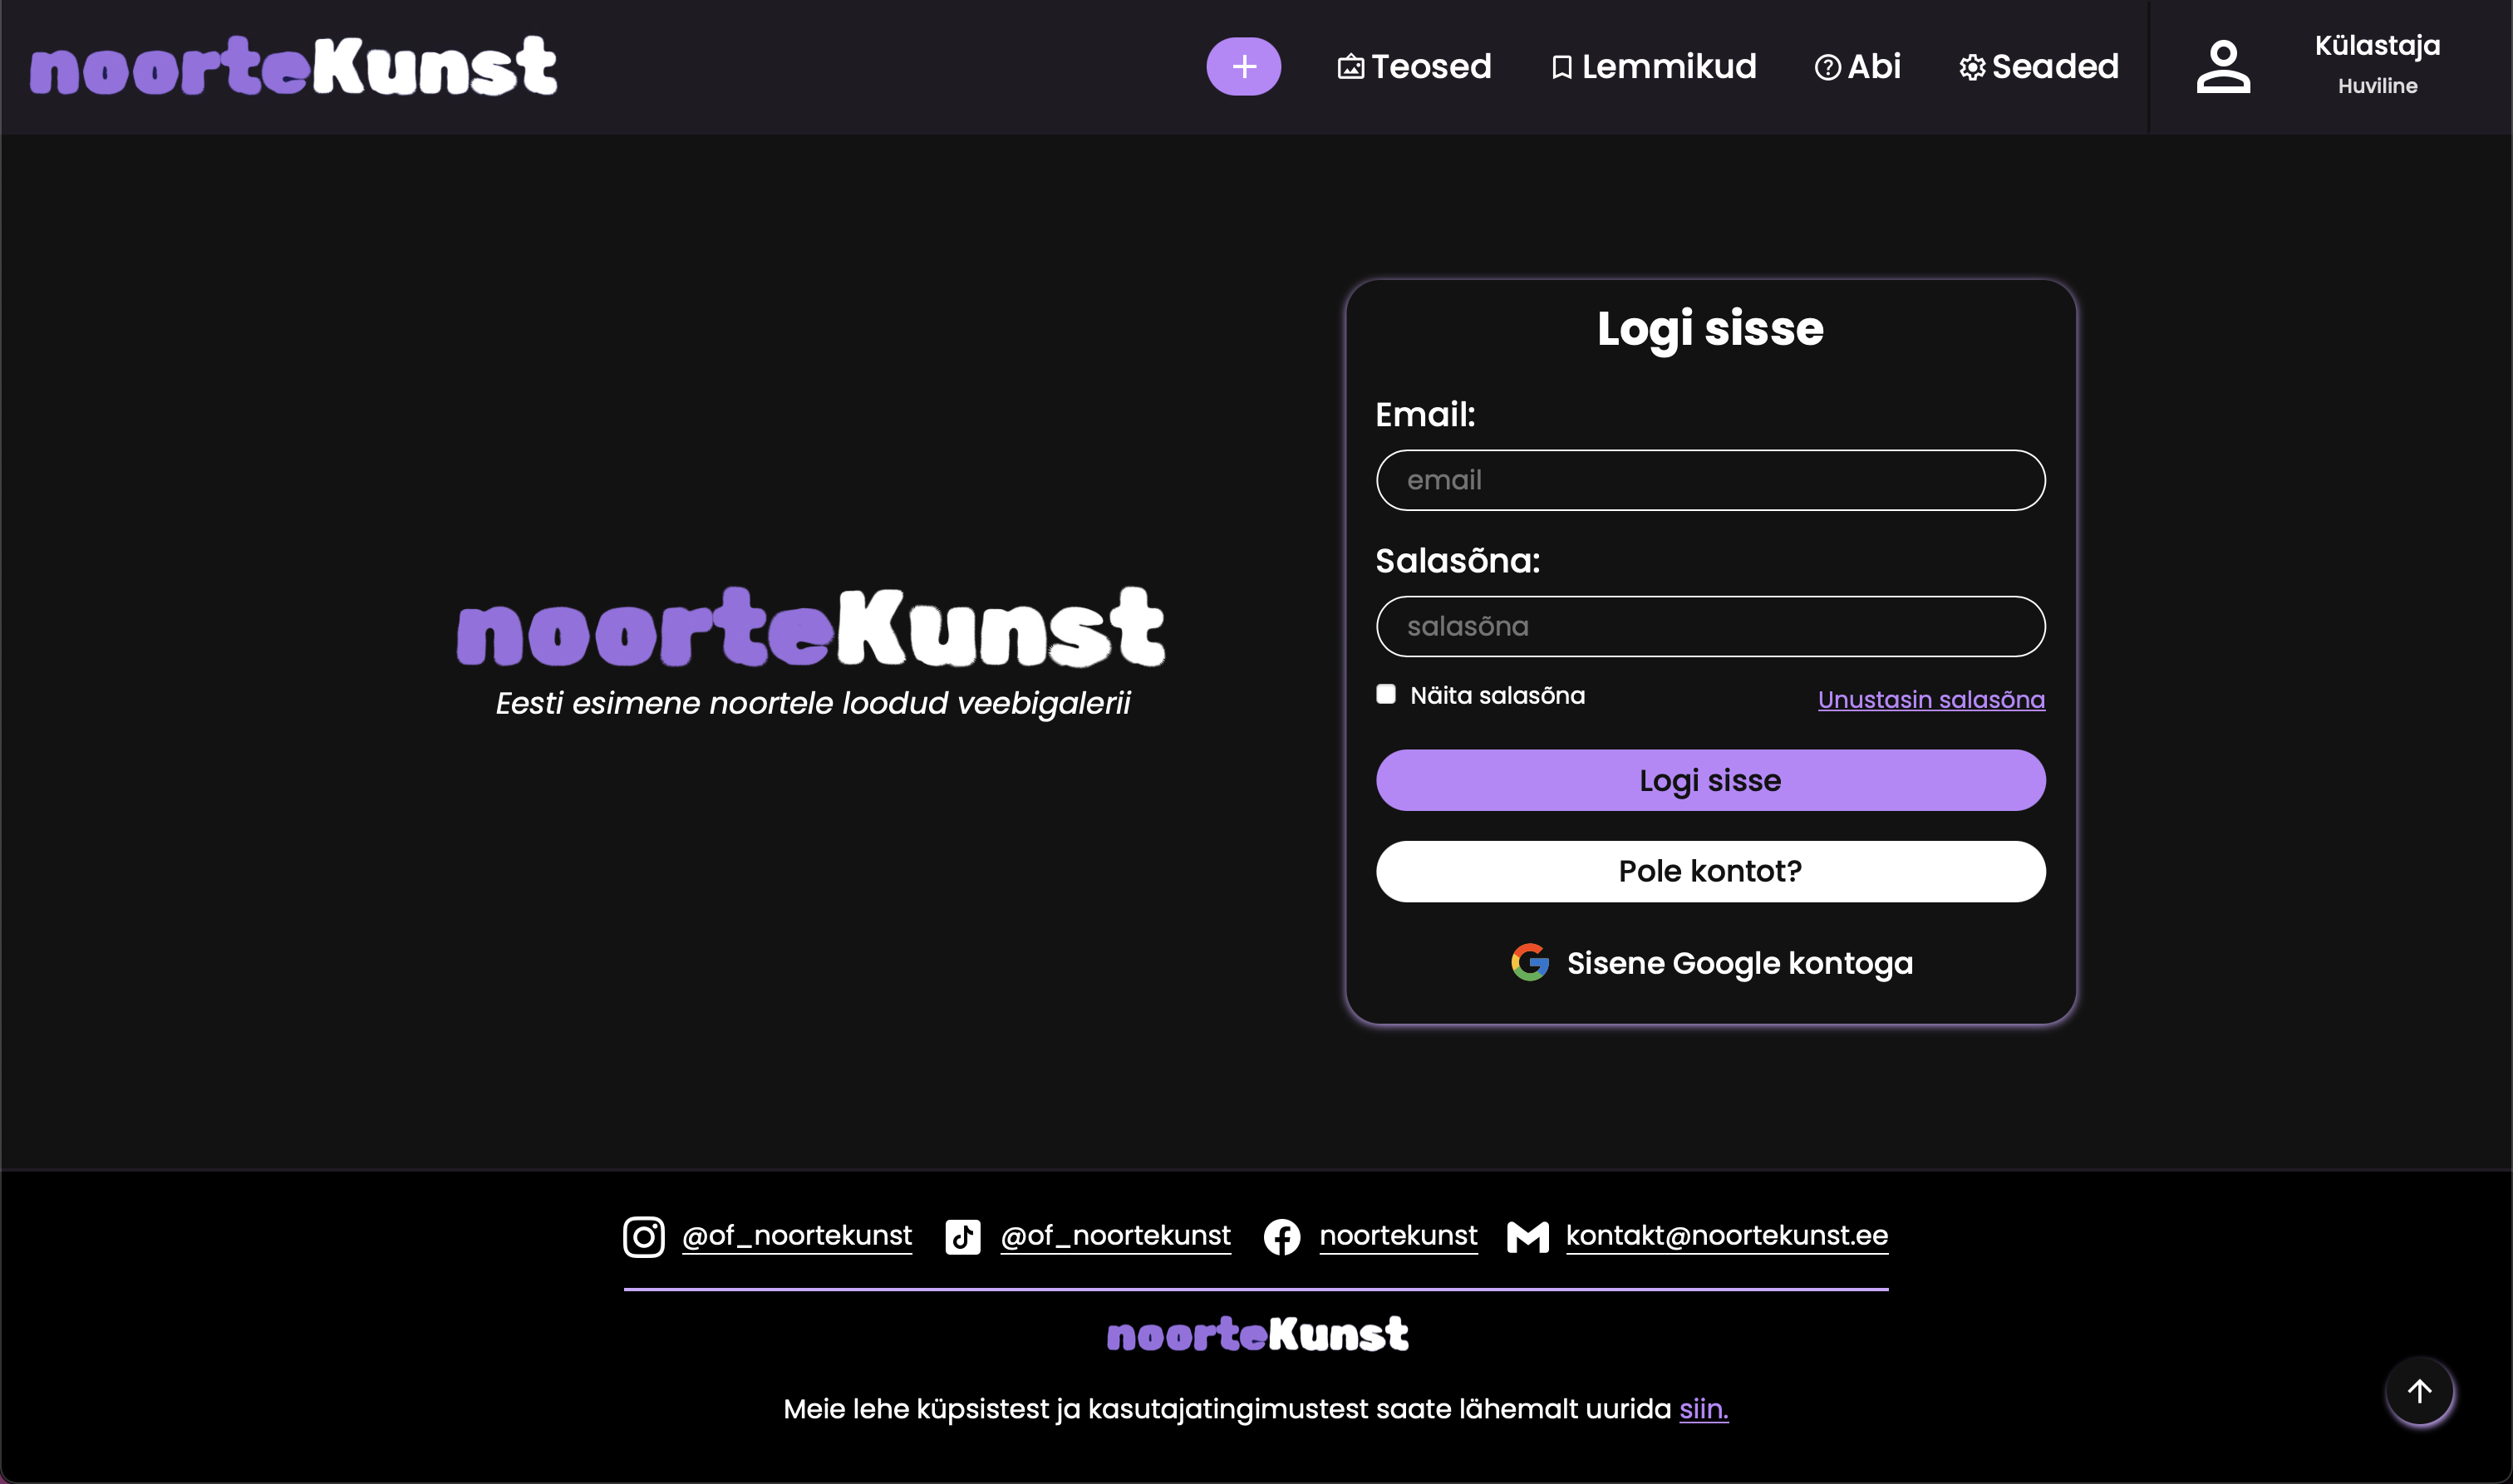 noorteKunst
Teosed
Lemmikud
Abi
Seaded
Külastaja
Huviline
noorteKunst
Eesti esimene noortele loodud veebigalerii
Logi sisse
Email:
email
Salasõna:
salasõna
Näita salasõna
Unustasin salasõna
Logi sisse
Pole kontot?
Sisene Google kontoga
@of_noortekunst
@of_noortekunst
noortekunst
kontakt@noortekunst.ee
noorteKunst
Meie lehe küpsistest ja kasutajatingimustest saate lähemalt uurida siin.